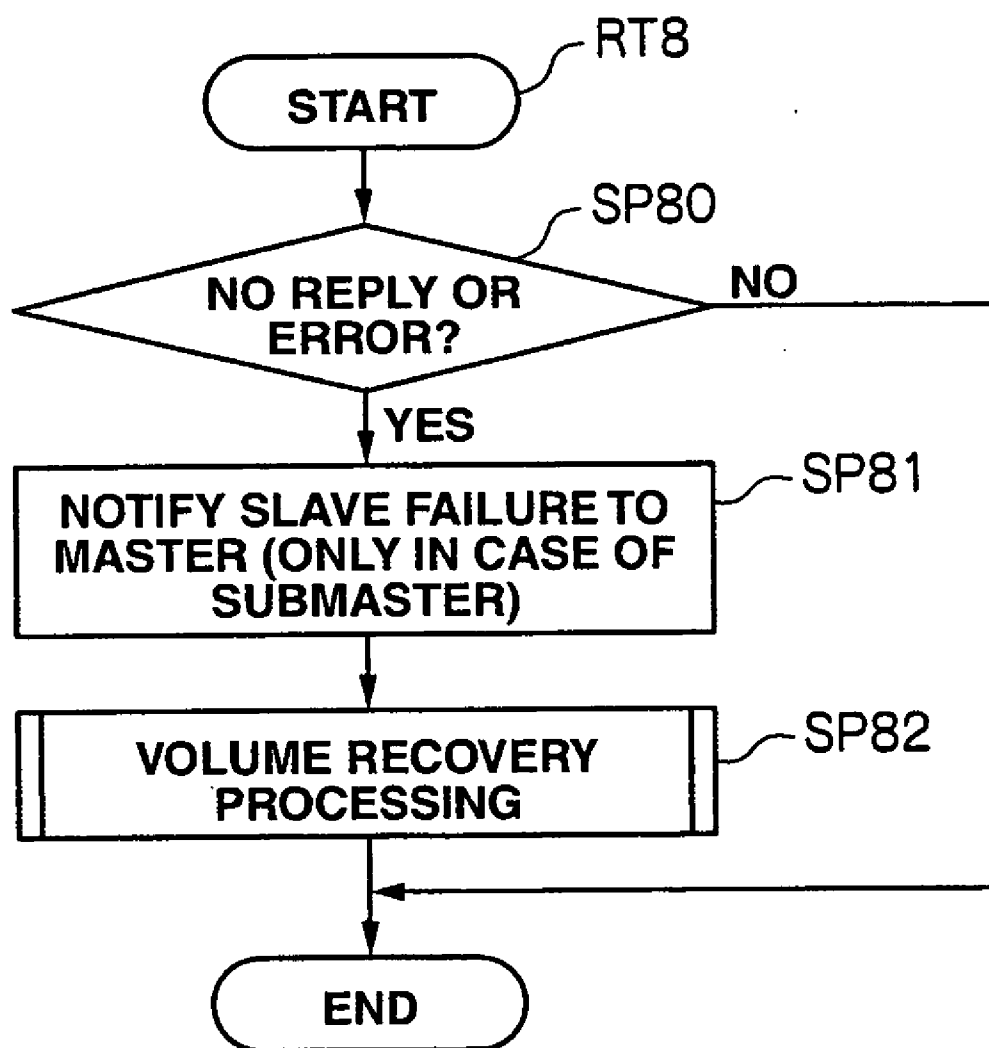 RT8
START
SP80
NO REPLY OR
ERROR?
NO
YES
SP81
NOTIFY SLAVE FAILURE TO
MASTER (ONLY IN CASE OF
SUBMASTER)
SP82
VOLUME RECOVERY
PROCESSING
END